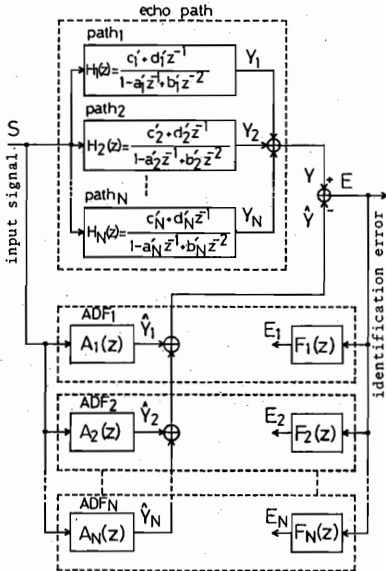 echo path
path1
H1(z)= c1′+d1′z-1 / 1-a1′z-1+b1′z-2
Y1
path2
S
H2(z)= c2′+d2′z-1 / 1-a2′z-1+b2′z-2
Y2
input signal
pathN
HN(z)= cN′+dN′z-1 / 1-aN′z-1+bN′z-2
YN
Y + E
Ŷ -
identification error
ADF1
A1(z)
Ŷ1
E1
F1(z)
ADF2
A2(z)
Ŷ2
E2
F2(z)
ADFN
AN(z)
ŶN
EN
FN(z)